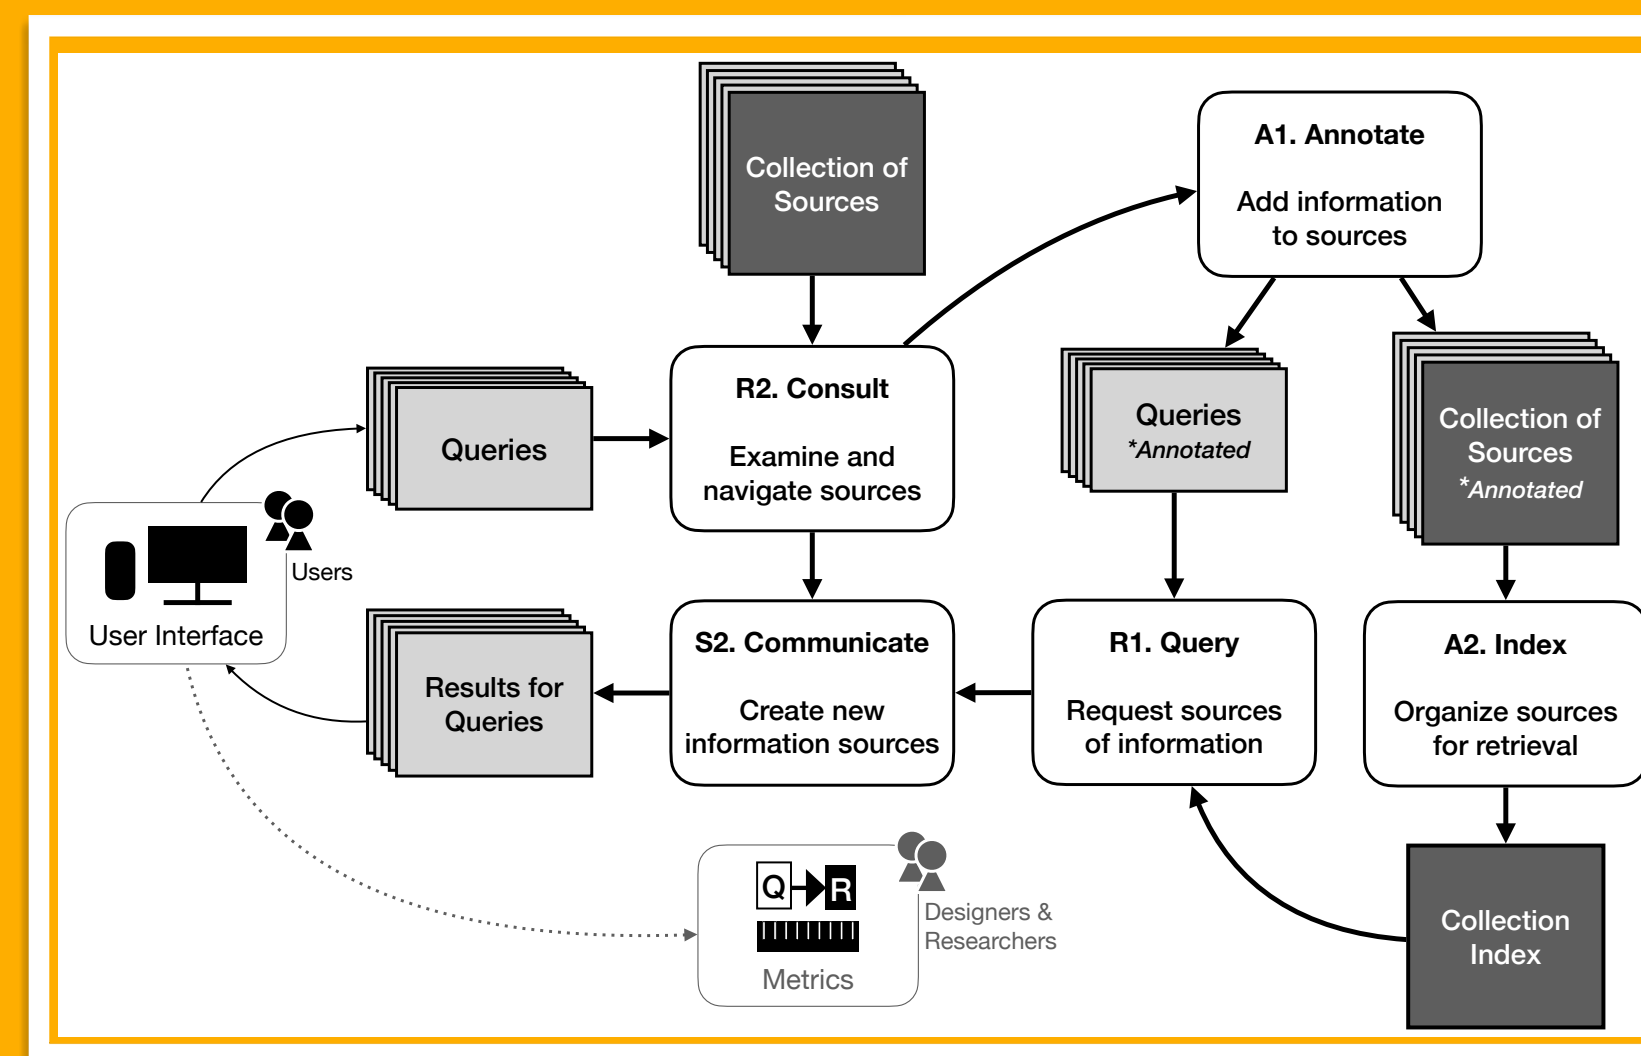 Collection of
Sources
A1. Annotate
Add information
to sources
R2. Consult
Examine and
navigate sources
Queries
Queries
*Annotated
Collection of
Sources
*Annotated
Users
User Interface
Results for
Queries
S2. Communicate
Create new
information sources
R1. Query
Request sources
of information
A2. Index
Organize sources
for retrieval
Q R
Metrics
Designers &
Researchers
Collection
Index